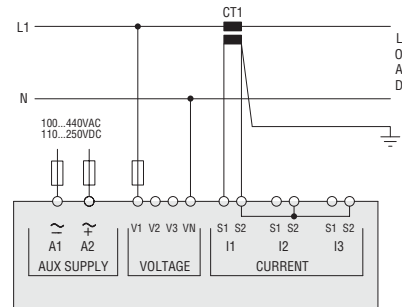 CT1
L1
L
O
A
D
N
100...440VAC
110...250VDC
V1 V2 V3 VN S1 S2 S1 S2 S1 S2
A1 A2 I1 I2 I3
AUX SUPPLY VOLTAGE CURRENT